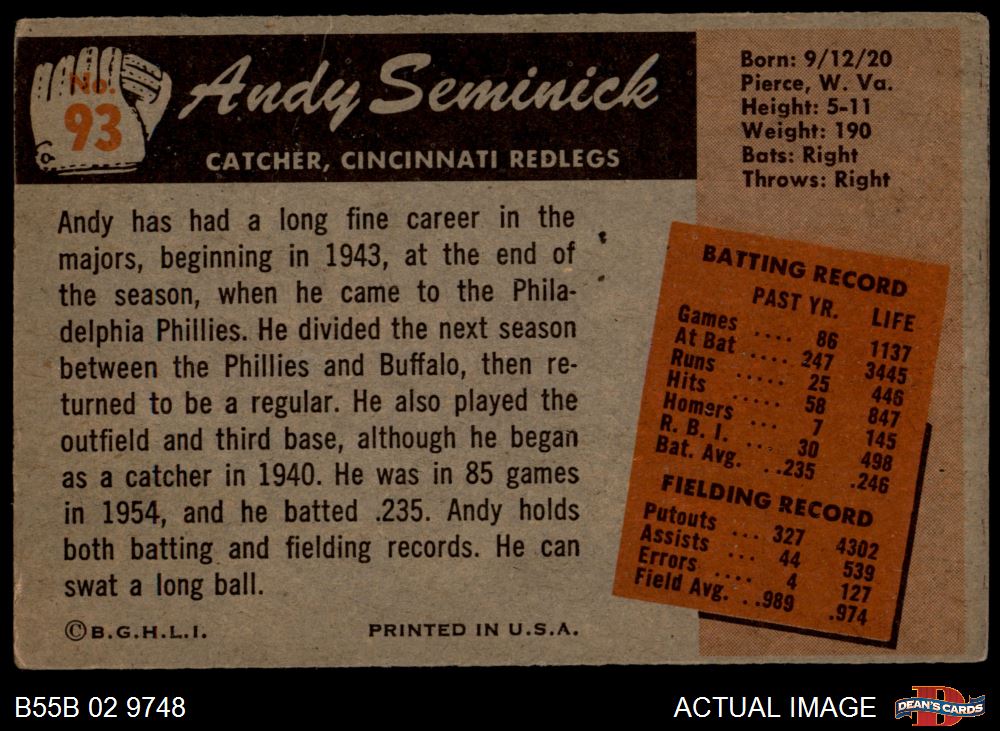 No.
93
Andy Seminick
CATCHER, CINCINNATI REDLEGS
Born: 9/12/20
Pierce, W. Va.
Height: 5-11
Weight: 190
Bats: Right
Throws: Right
Andy has had a long fine career in the
majors, beginning in 1943, at the end of
the season, when he came to the Phila-
delphia Phillies. He divided the next season
between the Phillies and Buffalo, then re-
turned to be a regular. He also played the
outfield and third base, although he began
as a catcher in 1940. He was in 85 games
in 1954, and he batted .235. Andy holds
both batting and fielding records. He can
swat a long ball.
BATTING RECORD
PAST YR. LIFE
Games .... 86 1137
At Bat ..... 247 3445
Runs ..... 25 446
Hits ..... 58 847
Homers ... 7 145
R. B. I. ... 30 498
Bat. Avg. ..235 .246
FIELDING RECORD
Putouts ... 327 4302
Assists ... 44 539
Errors .... 4 127
Field Avg. ..989 .974
©B.G.H.L.I. PRINTED IN U.S.A.
B55B 02 9748 ACTUAL IMAGE
D
DEAN'S CARDS